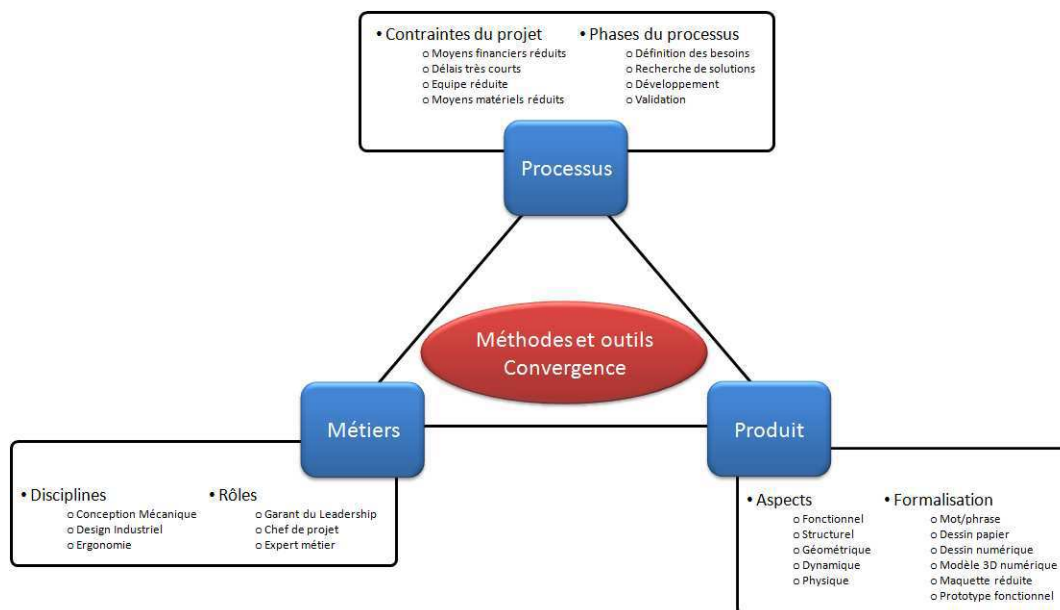 • Contraintes du projet
o Moyens financiers réduits
o Délais très courts
o Equipe réduite
o Moyens matériels réduits
• Phases du processus
o Définition des besoins
o Recherche de solutions
o Développement
o Validation
Processus
Méthodes et outils
Convergence
Métiers
Produit
• Disciplines
o Conception Mécanique
o Design Industriel
o Ergonomie
• Rôles
o Garant du Leadership
o Chef de projet
o Expert métier
• Aspects
o Fonctionnel
o Structurel
o Géométrique
o Dynamique
o Physique
• Formalisation
o Mot/phrase
o Dessin papier
o Dessin numérique
o Modèle 3D numérique
o Maquette réduite
o Prototype fonctionnel